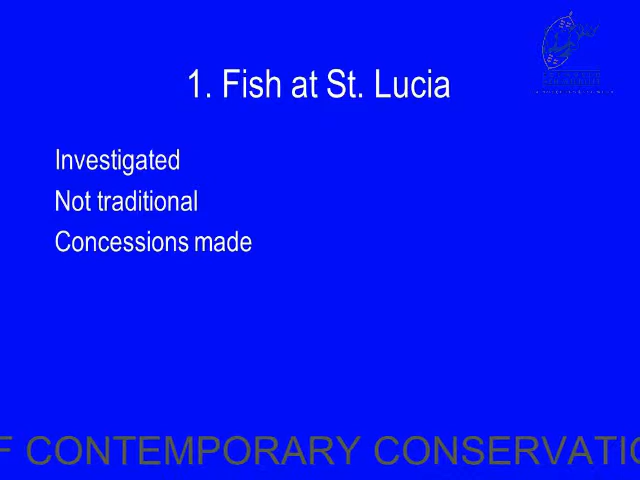 1. Fish at St. Lucia
Investigated
Not traditional
Concessions made
F CONTEMPORARY CONSERVATIO